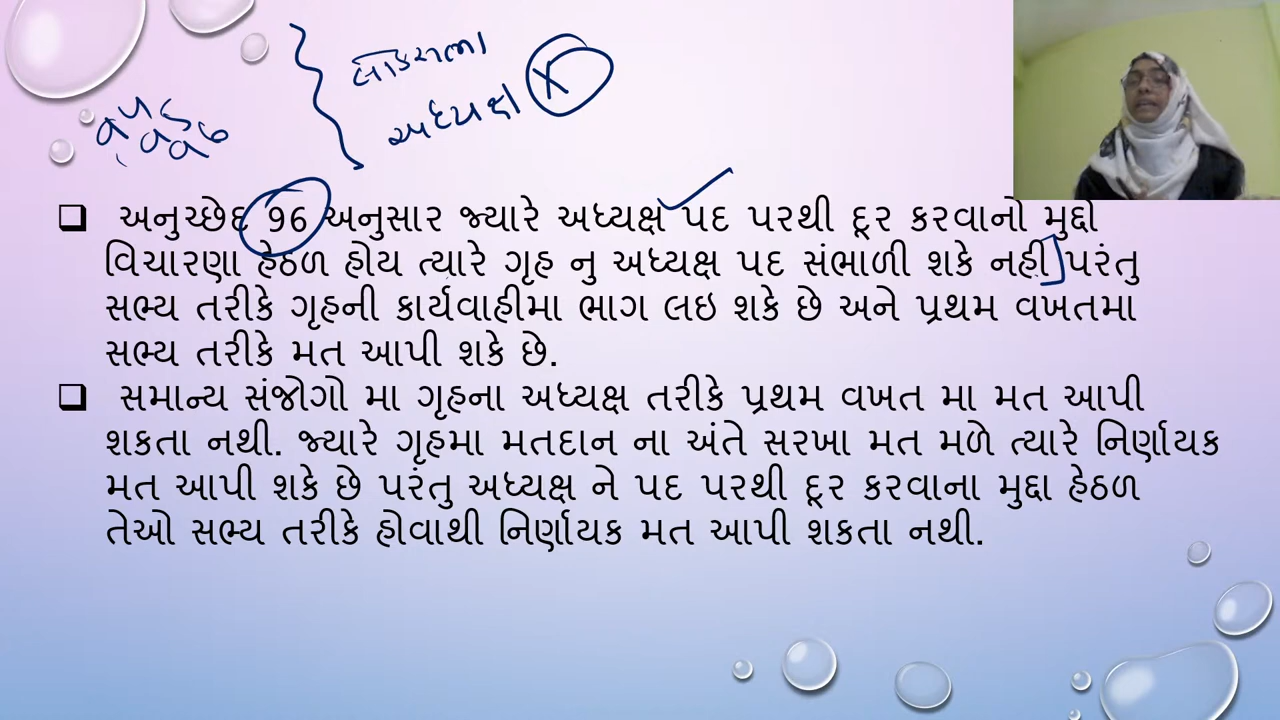 લોકસભા
અધ્યક્ષ X
❑ અનુચ્છેદ 96 અનુસાર જ્યારે અધ્યક્ષ પદ પરથી દૂર કરવાનો મુદ્દો
વિચારણા હેઠળ હોય ત્યારે ગૃહ નુ અધ્યક્ષ પદ સંભાળી શકે નહી પરંતુ
સભ્ય તરીકે ગૃહની કાર્યવાહીમા ભાગ લઇ શકે છે અને પ્રથમ વખતમા
સભ્ય તરીકે મત આપી શકે છે.
❑ સમાન્ય સંજોગો મા ગૃહના અધ્યક્ષ તરીકે પ્રથમ વખત મા મત આપી
શકતા નથી. જ્યારે ગૃહમા મતદાન ના અંતે સરખા મત મળે ત્યારે નિર્ણાયક
મત આપી શકે છે પરંતુ અધ્યક્ષ ને પદ પરથી દૂર કરવાના મુદ્દા હેઠળ
તેઓ સભ્ય તરીકે હોવાથી નિર્ણાયક મત આપી શકતા નથી.